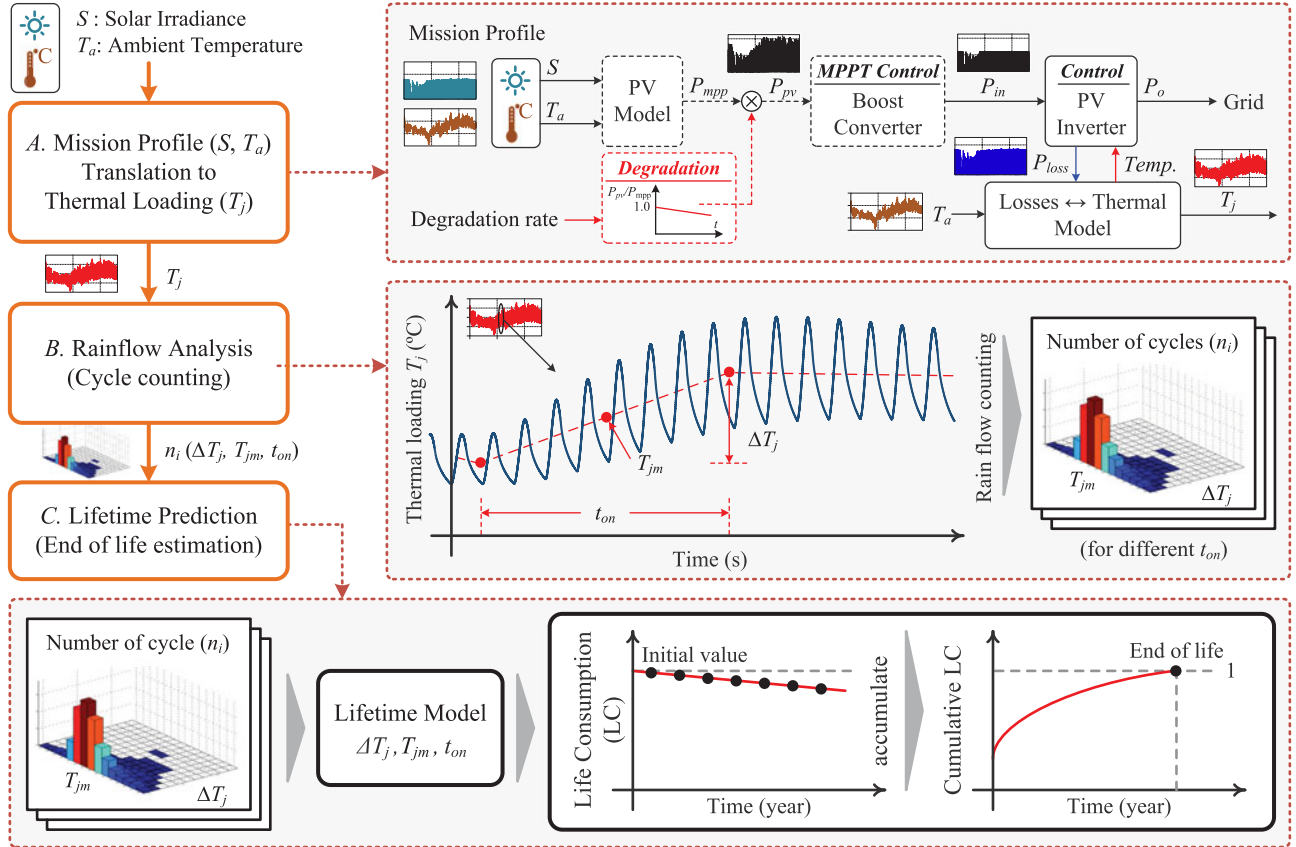 S : Solar Irradiance
Tₐ: Ambient Temperature
°C
A. Mission Profile (S, Tₐ)
Translation to
Thermal Loading (Tⱼ)
Tⱼ
B. Rainflow Analysis
(Cycle counting)
nᵢ (ΔTⱼ, Tⱼₘ, tₒₙ)
C. Lifetime Prediction
(End of life estimation)
Mission Profile
°C
S
Tₐ
PV
Model
Pₘₚₚ
Pₚᵥ
MPPT Control
Boost
Converter
Pᵢₙ
Control
PV
Inverter
Pₒ
Grid
Degradation
Pₚᵥ/Pₘₚₚ
1.0
t
Degradation rate
Pₗₒₛₛ
Temp.
Tₐ
Losses ↔ Thermal
Model
Tⱼ
Thermal loading Tⱼ (ºC)
Tⱼₘ
ΔTⱼ
tₒₙ
Time (s)
Rain flow counting
Number of cycles (nᵢ)
Tⱼₘ
ΔTⱼ
(for different tₒₙ)
Number of cycle (nᵢ)
Tⱼₘ
ΔTⱼ
Lifetime Model
ΔTⱼ , Tⱼₘ , tₒₙ
Life Consumption
(LC)
Initial value
Time (year)
accumulate
Cumulative LC
End of life
1
Time (year)